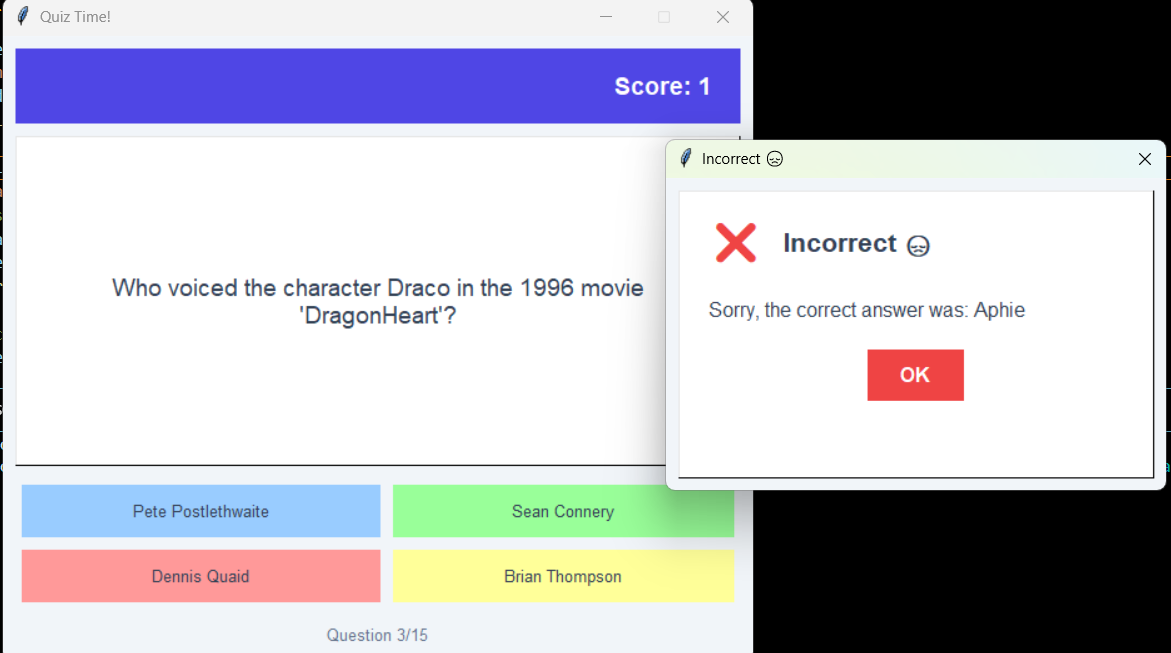 Quiz Time!
Score: 1
Who voiced the character Draco in the 1996 movie
'DragonHeart'?
Pete Postlethwaite
Sean Connery
Dennis Quaid
Brian Thompson
Question 3/15
Incorrect 😞
Incorrect 😞
Sorry, the correct answer was: Aphie
OK